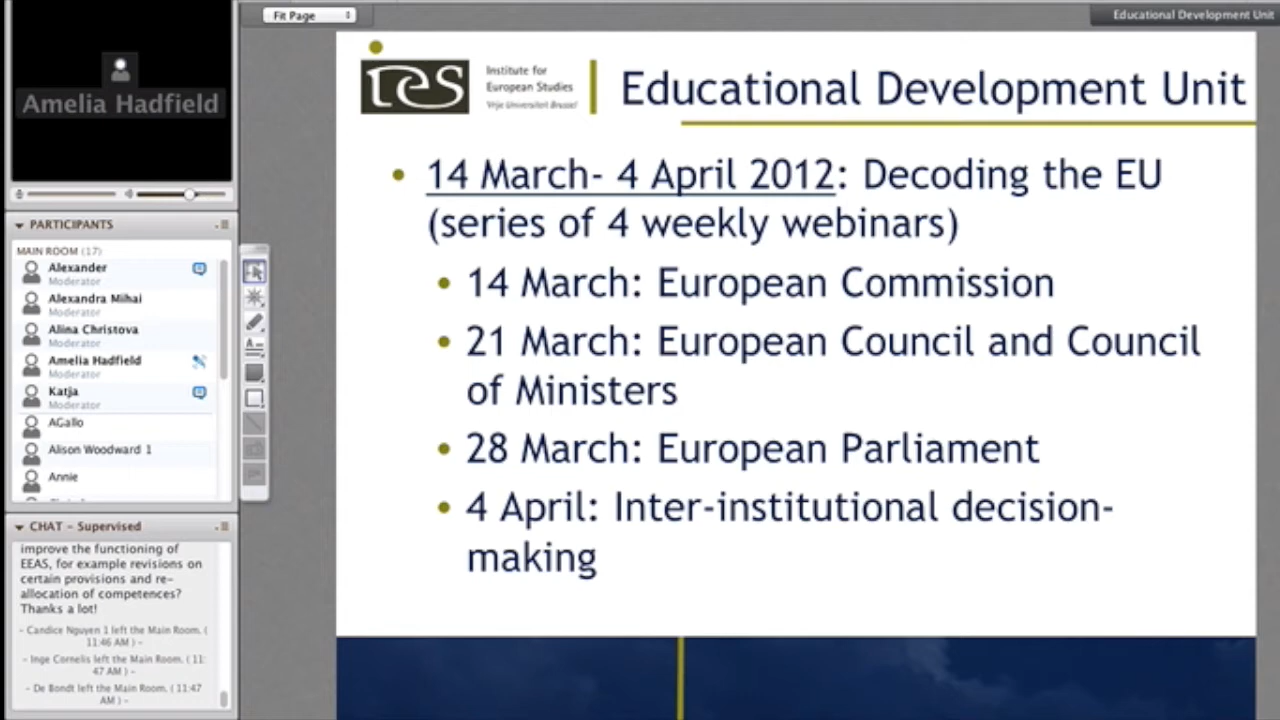 Fit Page
Educational Development Unit
Amelia Hadfield
PARTICIPANTS
MAIN ROOM (17)
Alexander
Moderator
Alexandra Mihai
Moderator
Alina Christova
Moderator
Amelia Hadfield
Moderator
Katja
Moderator
AGallo
Alison Woodward 1
Annie
CHAT - Supervised
improve the functioning of
EEAS, for example revisions on
certain provisions and re-
allocation of competences?
Thanks a lot!
- Candice Nguyen 1 left the Main Room. (
11:46 AM ) -
- Inge Cornelis left the Main Room. ( 11:
47 AM ) -
- De Bondt left the Main Room. ( 11:47
AM ) -
ies
Institute for
European Studies
Vrije Universiteit Brussel
Educational Development Unit
• 14 March- 4 April 2012: Decoding the EU
(series of 4 weekly webinars)
• 14 March: European Commission
• 21 March: European Council and Council
of Ministers
• 28 March: European Parliament
• 4 April: Inter-institutional decision-
making